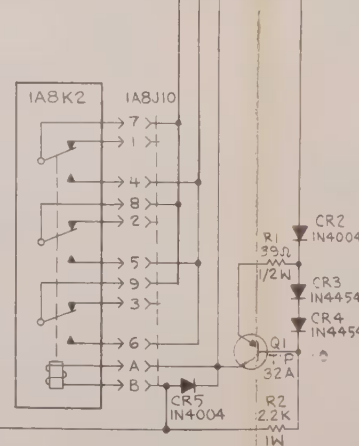 1A8K2
1A8J10
7
1
4
8
2
5
9
3
6
A
B
CR5
1N4004
CR2
1N4004
R1
39Ω
1/2W
CR3
1N4454
CR4
1N4454
Q1
TIP
32A
R2
2.2K
1W